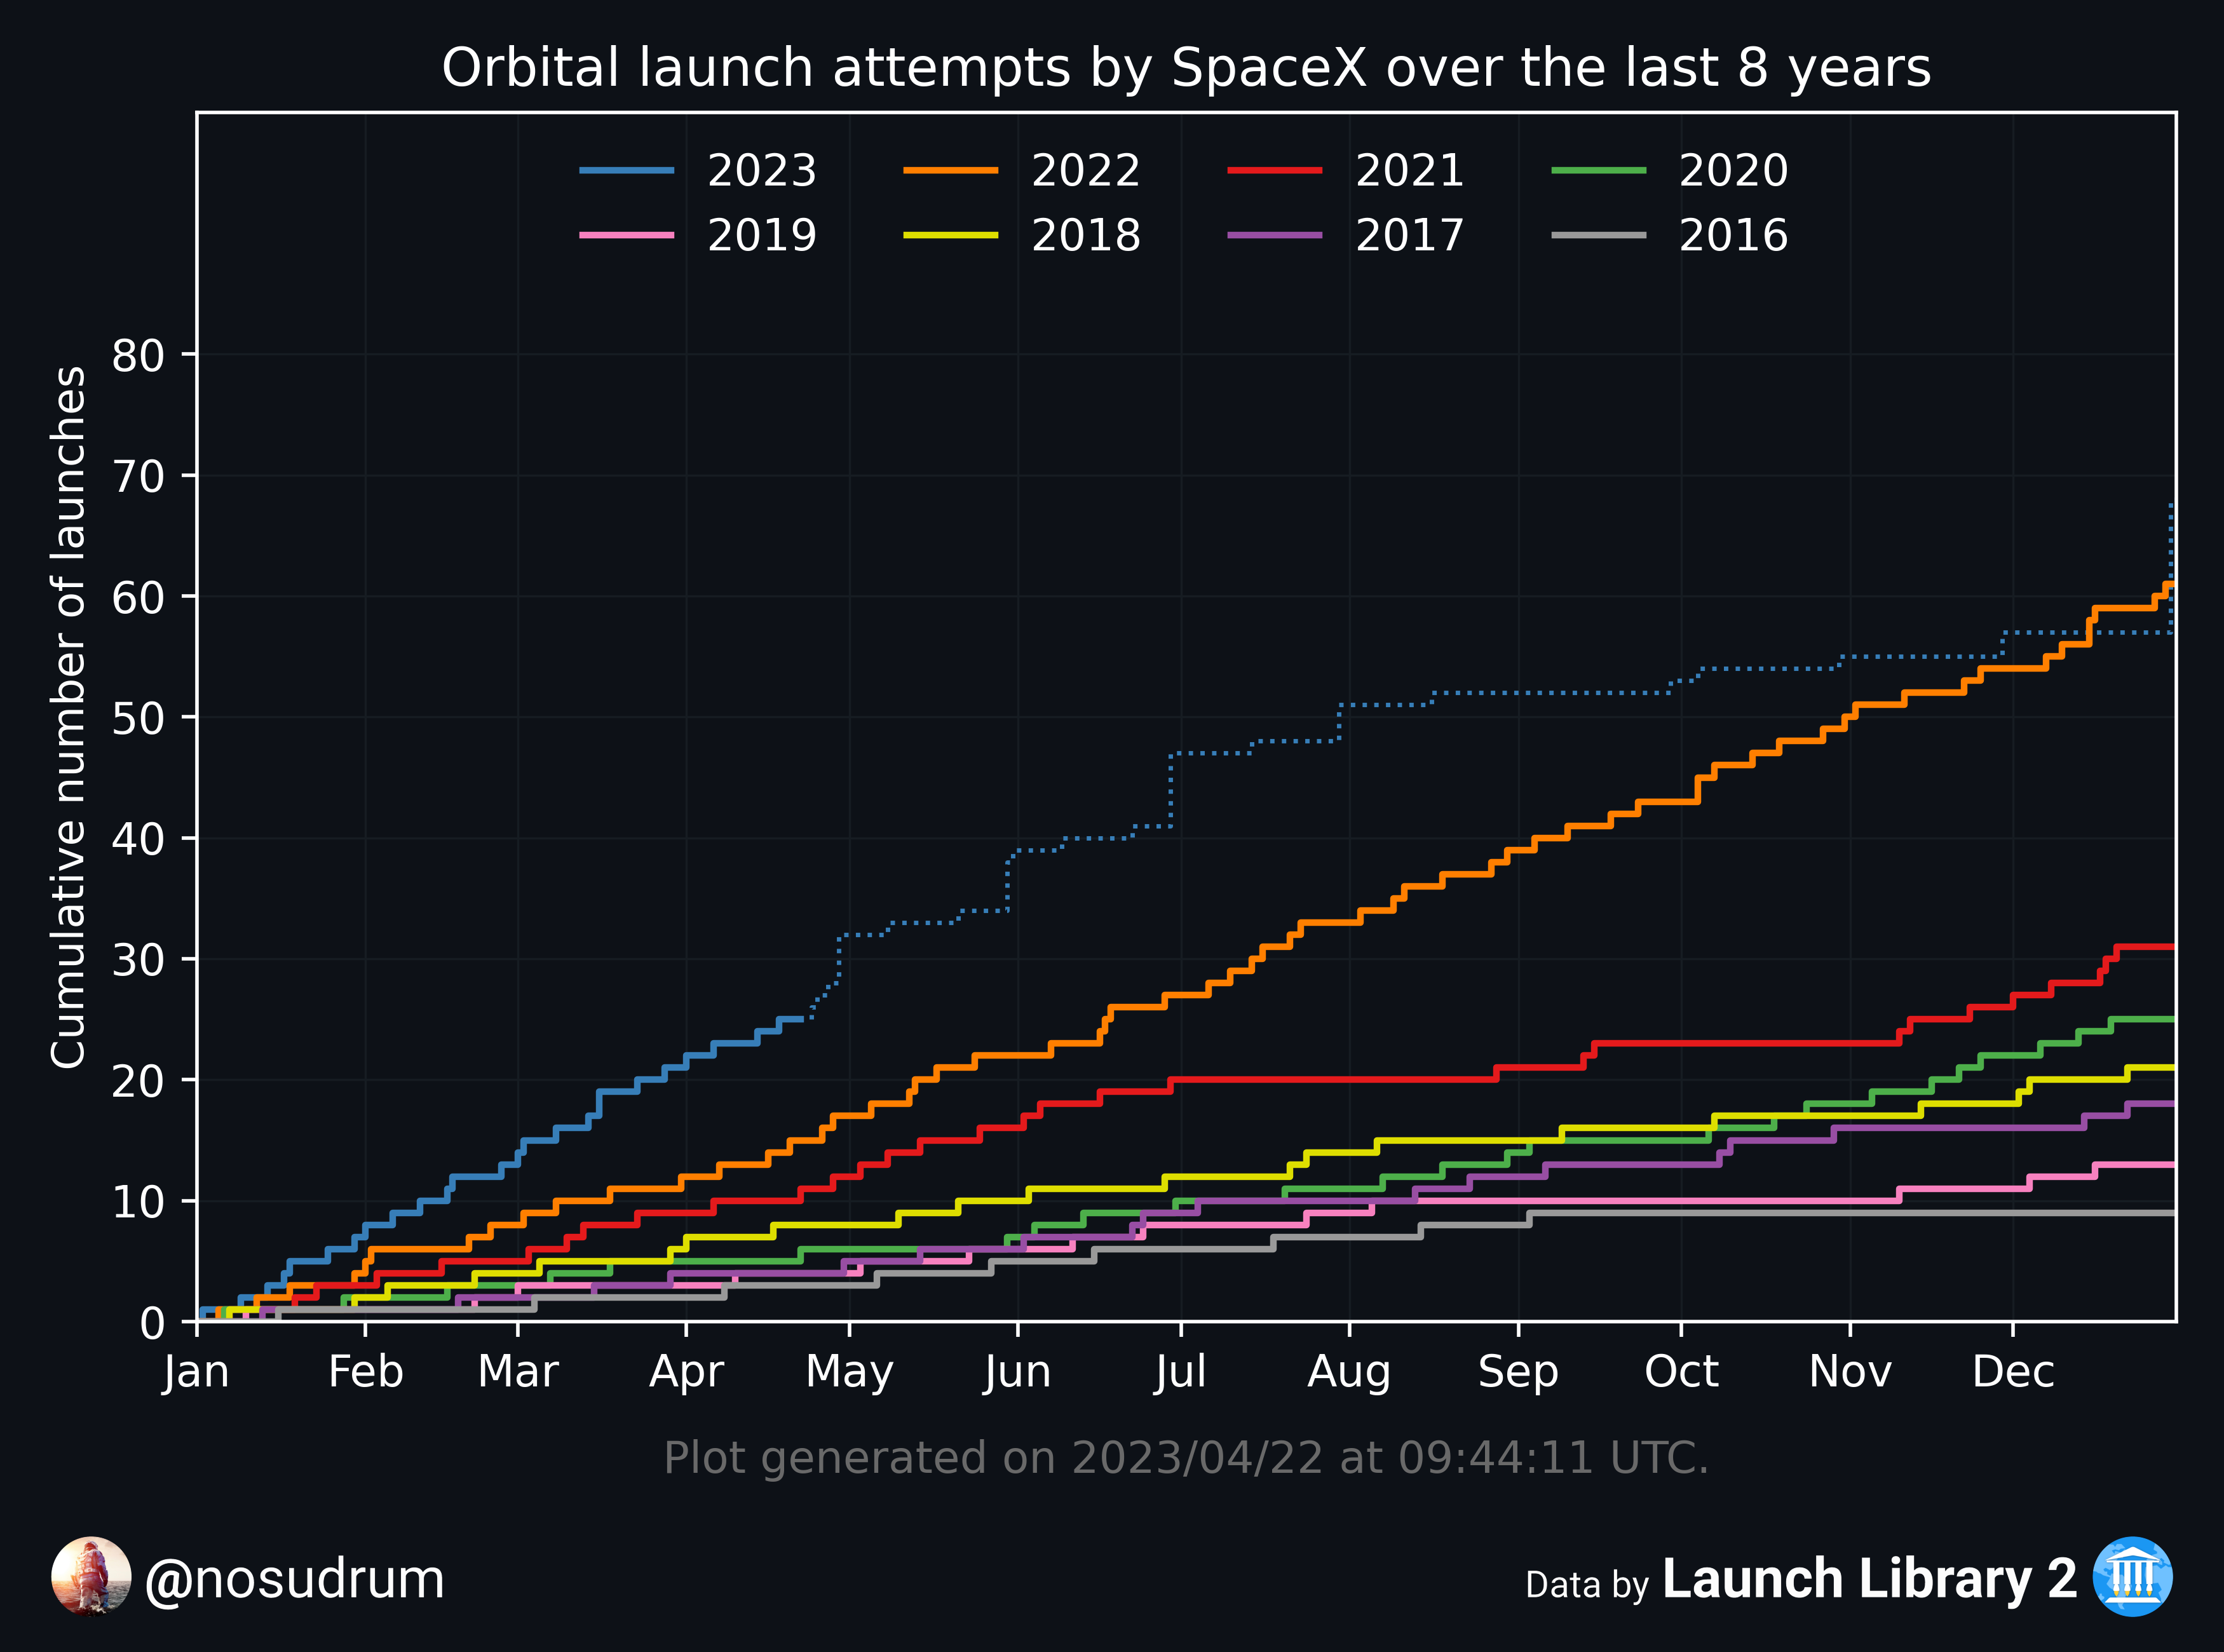 Orbital launch attempts by SpaceX over the last 8 years
2023 2022 2021 2020
2019 2018 2017 2016
Cumulative number of launches
80
70
60
50
40
30
20
10
0
Jan Feb Mar Apr May Jun Jul Aug Sep Oct Nov Dec
Plot generated on 2023/04/22 at 09:44:11 UTC.
@nosudrum
Data by Launch Library 2